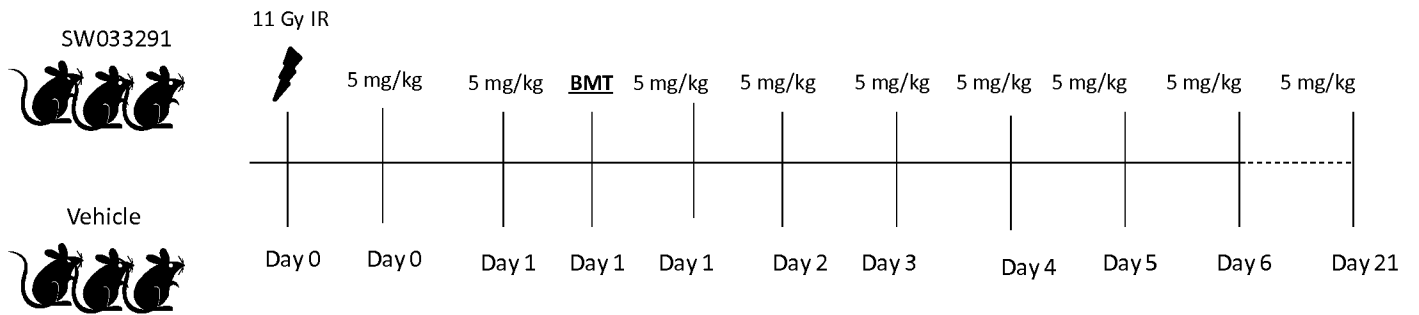 11 Gy IR
SW033291
5 mg/kg 5 mg/kg BMT 5 mg/kg 5 mg/kg 5 mg/kg 5 mg/kg 5 mg/kg 5 mg/kg 5 mg/kg
Vehicle
Day 0 Day 0 Day 1 Day 1 Day 1 Day 2 Day 3 Day 4 Day 5 Day 6 Day 21